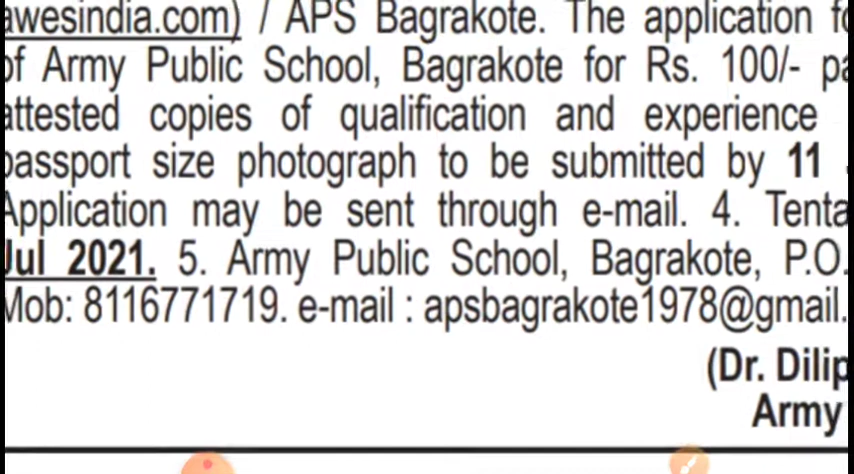 awesindia.com) / APS Bagrakote. The application fo
of Army Public School, Bagrakote for Rs. 100/- pa
attested copies of qualification and experience
passport size photograph to be submitted by 11
Application may be sent through e-mail. 4. Tenta
Jul 2021. 5. Army Public School, Bagrakote, P.O.
Mob: 8116771719. e-mail : apsbagrakote1978@gmail.
(Dr. Dilip
Army